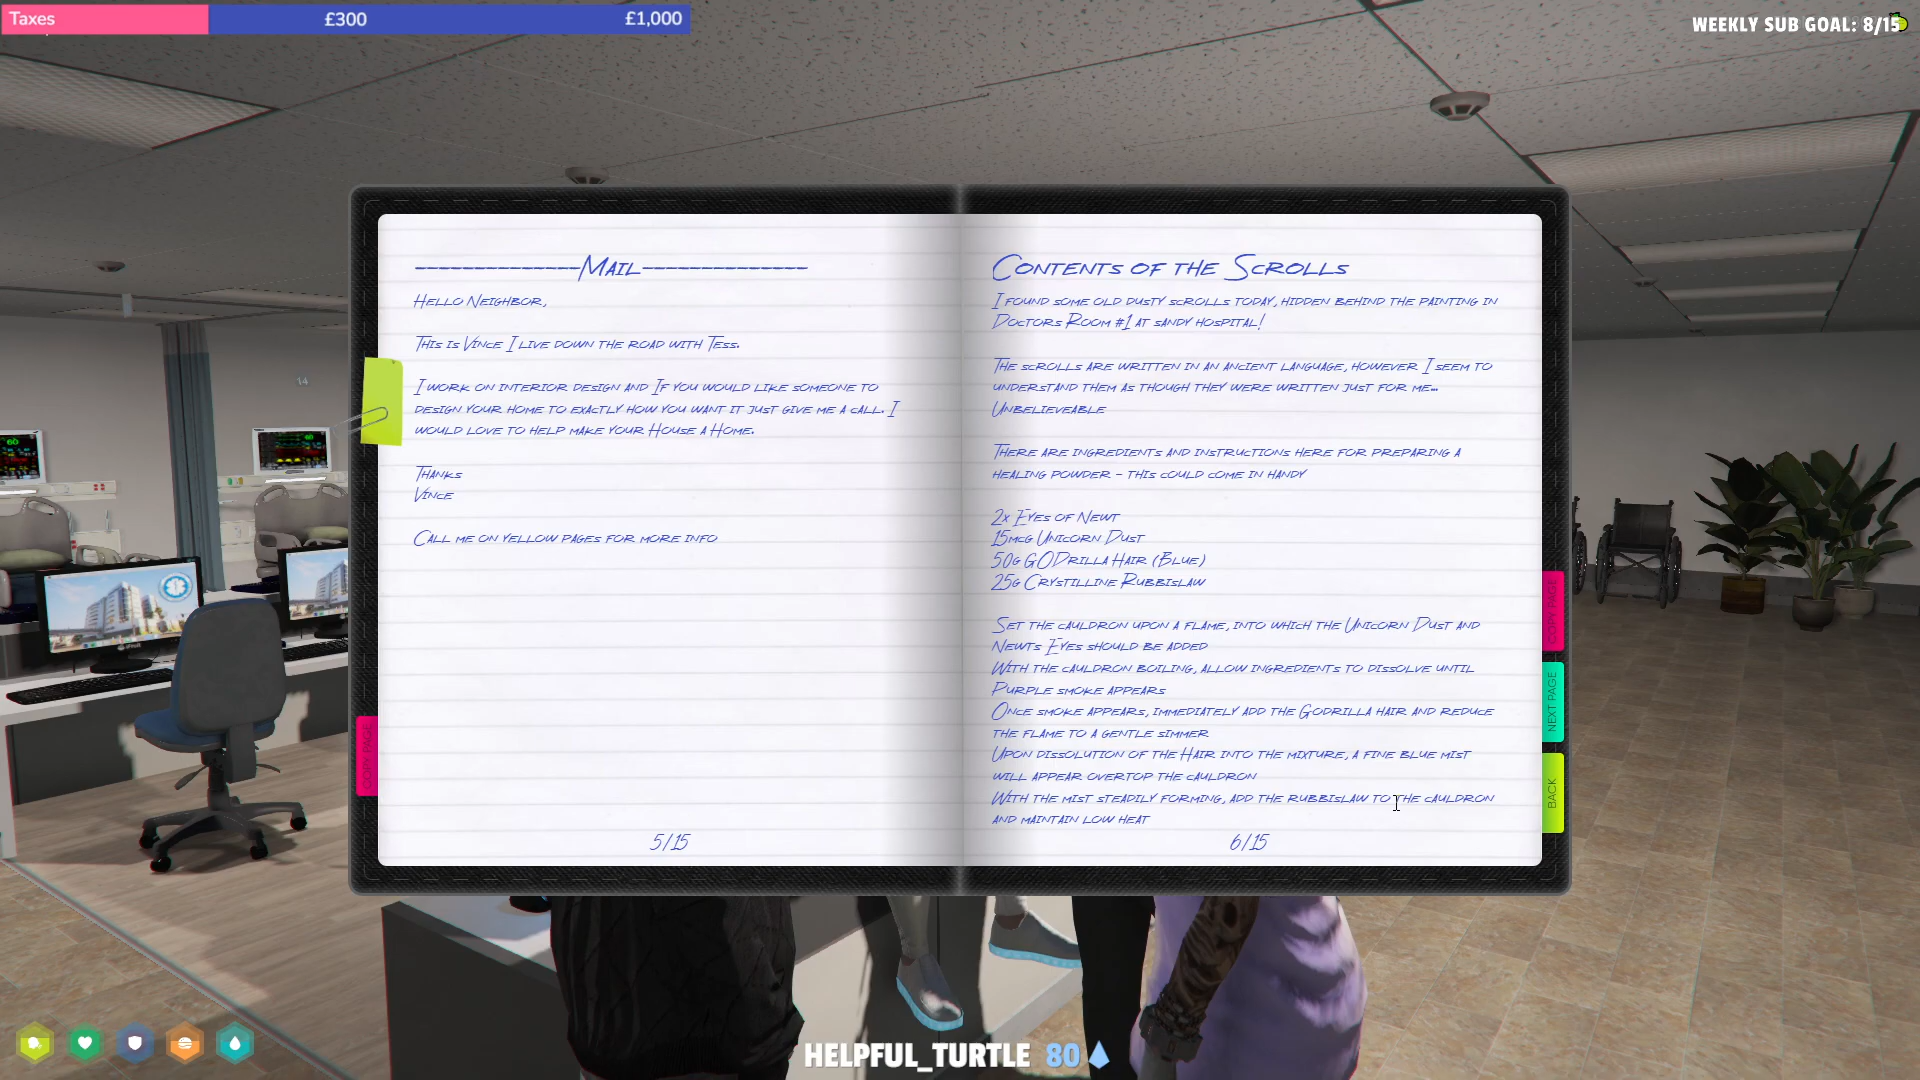 Taxes £300 £1,000
WEEKLY SUB GOAL: 8/15
---------------Mail---------------
Hello Neighbor,
This is Vince I live down the road with Tess.
I work on interior design and If you would like someone to
design your home to exactly how you want it just give me a call. I
would love to help make your House a Home.
Thanks
Vince
Call me on yellow pages for more info
5/15
Contents of the Scrolls
I found some old dusty scrolls today, hidden behind the painting in
Doctors Room #1 at sandy hospital!
The scrolls are written in an ancient language, however I seem to
understand them as though they were written just for me...
Unbelieveable
There are ingredients and instructions here for preparing a
healing powder - this could come in handy
2x Eyes of Newt
15mcg Unicorn Dust
50g GODrilla Hair (Blue)
25g Crystilline Rubbislaw
Set the cauldron upon a flame, into which the Unicorn Dust and
Newts Eyes should be added
With the cauldron boiling, allow ingredients to dissolve until
Purple smoke appears
Once smoke appears, immediately add the Godrilla hair and reduce
the flame to a gentle simmer
Upon dissolution of the Hair into the mixture, a fine blue mist
will appear overtop the cauldron
With the mist steadily forming, add the rubbislaw to the cauldron
and maintain low heat
6/15
COPY PAGE
COPY PAGE
NEXT PAGE
BACK
14
60
60
HELPFUL_TURTLE 80